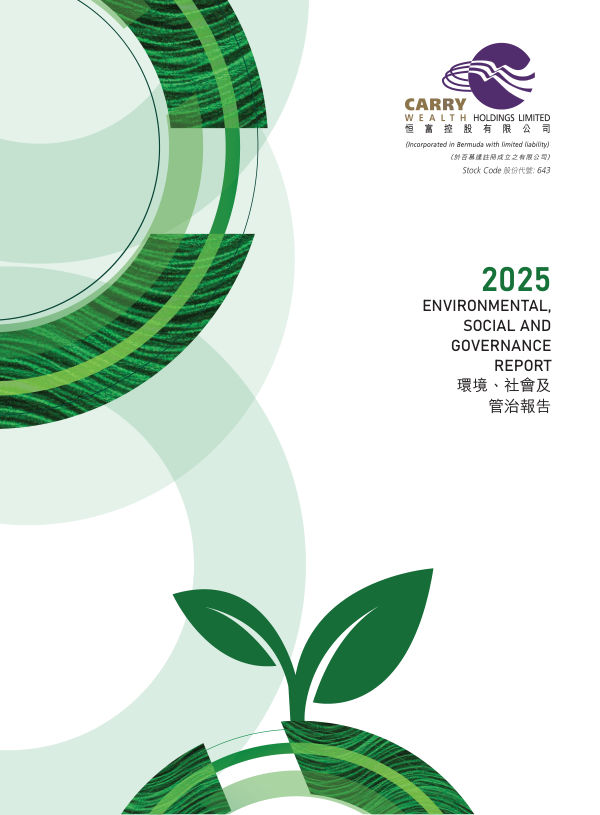 CARRY
WEALTH HOLDINGS LIMITED
恒富控股有限公司
(Incorporated in Bermuda with limited liability)
(於百慕達註冊成立之有限公司)
Stock Code 股份代號: 643
2025
ENVIRONMENTAL,
SOCIAL AND
GOVERNANCE
REPORT
環境、社會及
管治報告